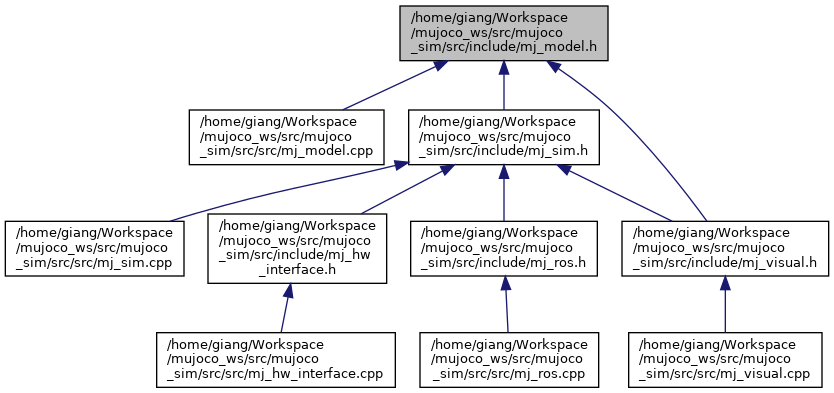 /home/giang/Workspace
/mujoco_ws/src/mujoco
_sim/src/include/mj_model.h
/home/giang/Workspace
/mujoco_ws/src/mujoco
_sim/src/src/mj_model.cpp
/home/giang/Workspace
/mujoco_ws/src/mujoco
_sim/src/include/mj_sim.h
/home/giang/Workspace
/mujoco_ws/src/mujoco
_sim/src/src/mj_sim.cpp
/home/giang/Workspace
/mujoco_ws/src/mujoco
_sim/src/include/mj_hw
_interface.h
/home/giang/Workspace
/mujoco_ws/src/mujoco
_sim/src/include/mj_ros.h
/home/giang/Workspace
/mujoco_ws/src/mujoco
_sim/src/include/mj_visual.h
/home/giang/Workspace
/mujoco_ws/src/mujoco
_sim/src/src/mj_hw_interface.cpp
/home/giang/Workspace
/mujoco_ws/src/mujoco
_sim/src/src/mj_ros.cpp
/home/giang/Workspace
/mujoco_ws/src/mujoco
_sim/src/src/mj_visual.cpp